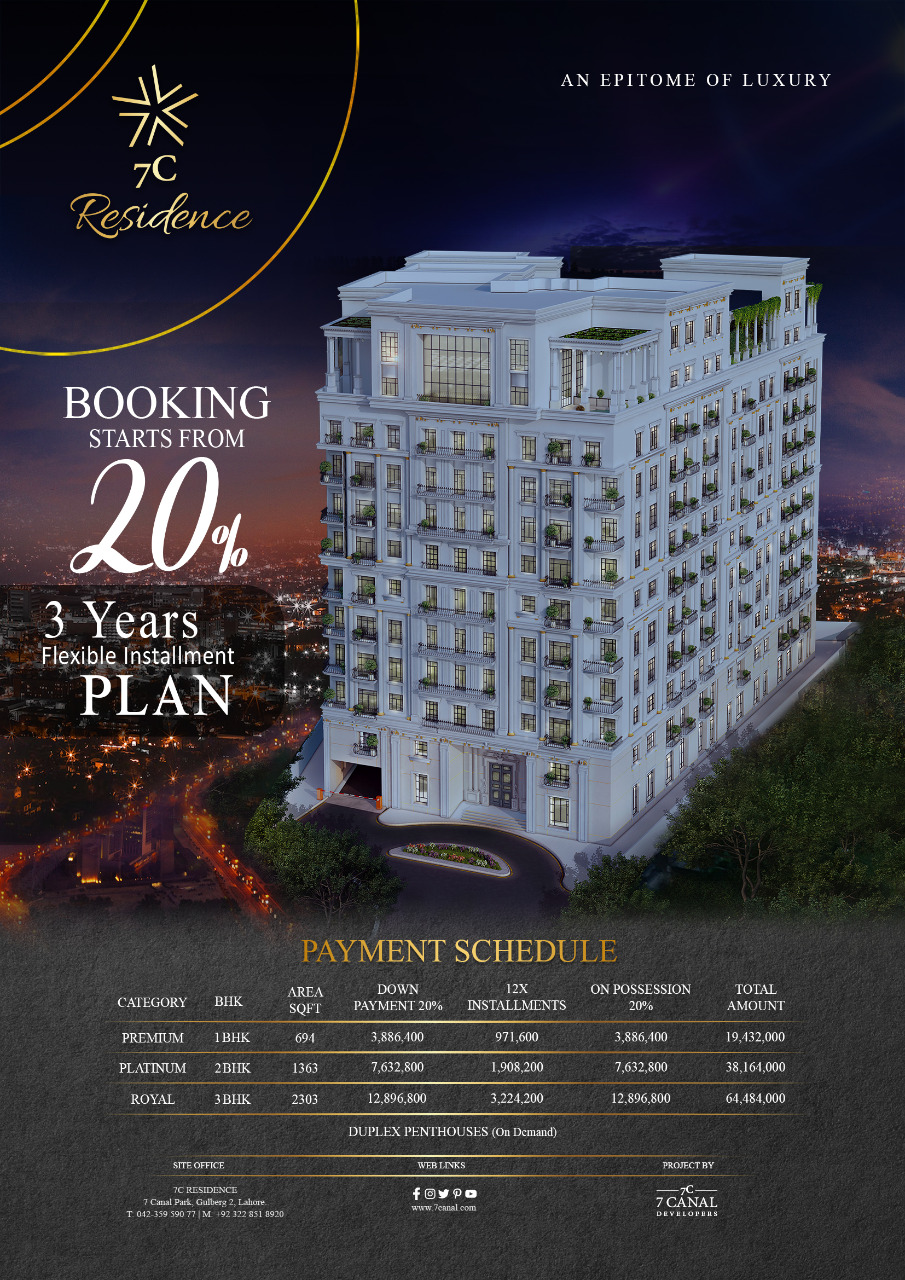 AN EPITOME OF LUXURY
7C
Residence
BOOKING
STARTS FROM
20%
3 Years
Flexible Installment
PLAN
PAYMENT SCHEDULE
CATEGORY BHK AREA SQFT DOWN PAYMENT 20% 12X INSTALLMENTS ON POSSESSION 20% TOTAL AMOUNT
PREMIUM 1BHK 694 3,886,400 971,600 3,886,400 19,432,000
PLATINUM 2BHK 1363 7,632,800 1,908,200 7,632,800 38,164,000
ROYAL 3BHK 2303 12,896,800 3,224,200 12,896,800 64,484,000
DUPLEX PENTHOUSES (On Demand)
SITE OFFICE WEB LINKS PROJECT BY
7C RESIDENCE
7 Canal Park, Gulberg 2, Lahore.
T: 042-359 590 77 | M: +92 322 851 8920
www.7canal.com
7C
7 CANAL
DEVELOPERS